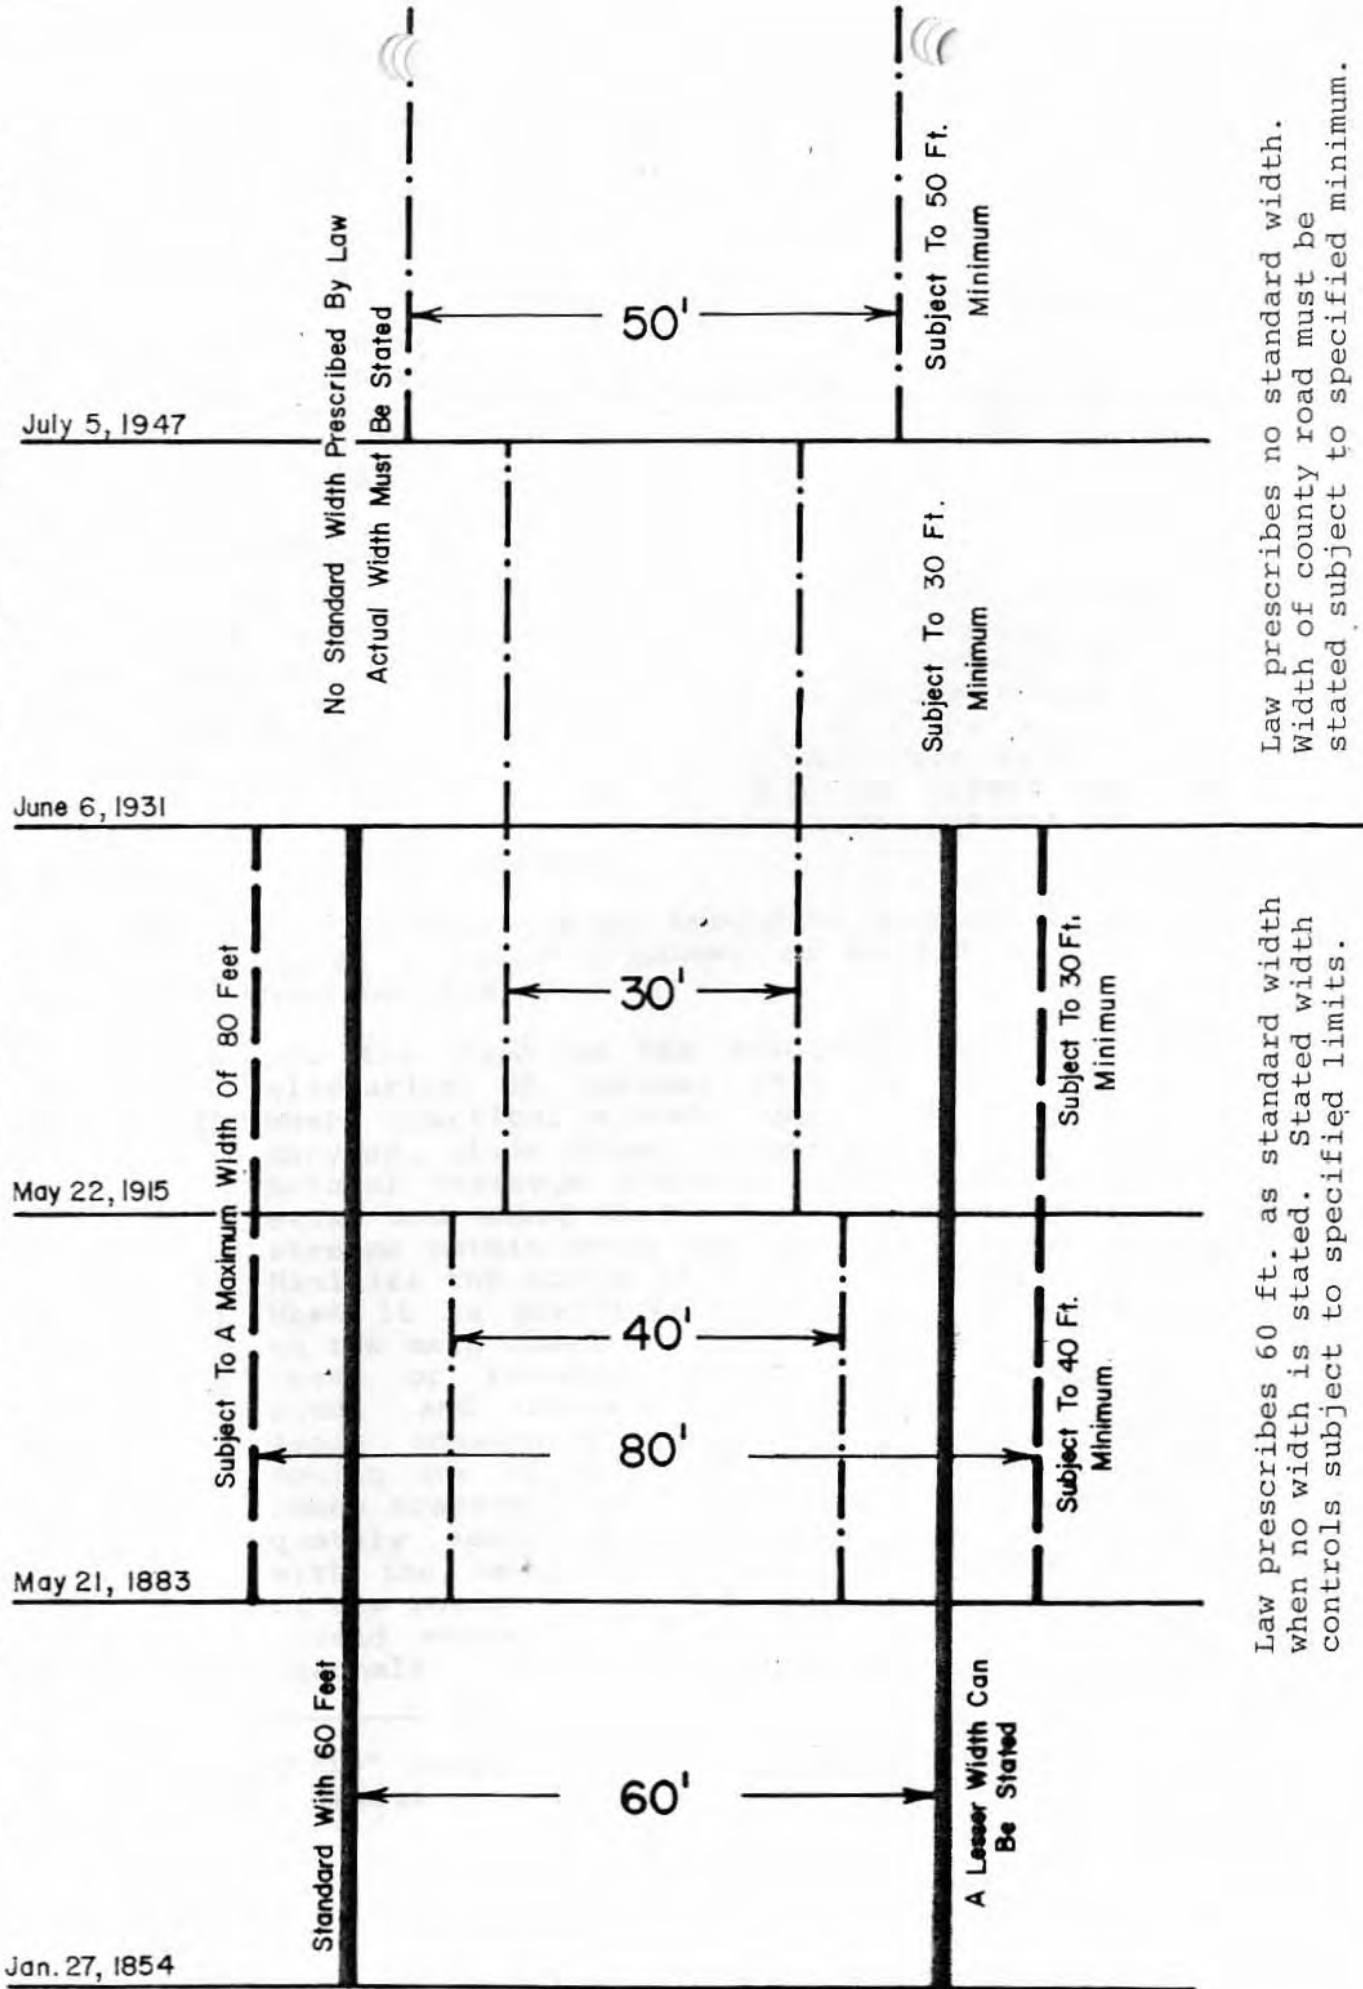 July 5, 1947
No Standard Width Prescribed By Law
Actual Width Must Be Stated
50'
Subject To 50 Ft.
Minimum
June 6, 1931
Subject To 30 Ft.
Minimum
Law prescribes no standard width.
Width of county road must be
stated subject to specified minimum.
May 22, 1915
Subject To A Maximum Width Of 80 Feet
30'
Subject To 30 Ft.
Minimum
May 21, 1883
40'
80'
Subject To 40 Ft.
Minimum
Jan. 27, 1854
Standard With 60 Feet
60'
A Lesser Width Can
Be Stated
Law prescribes 60 ft. as standard width
when no width is stated. Stated width
controls subject to specified limits.